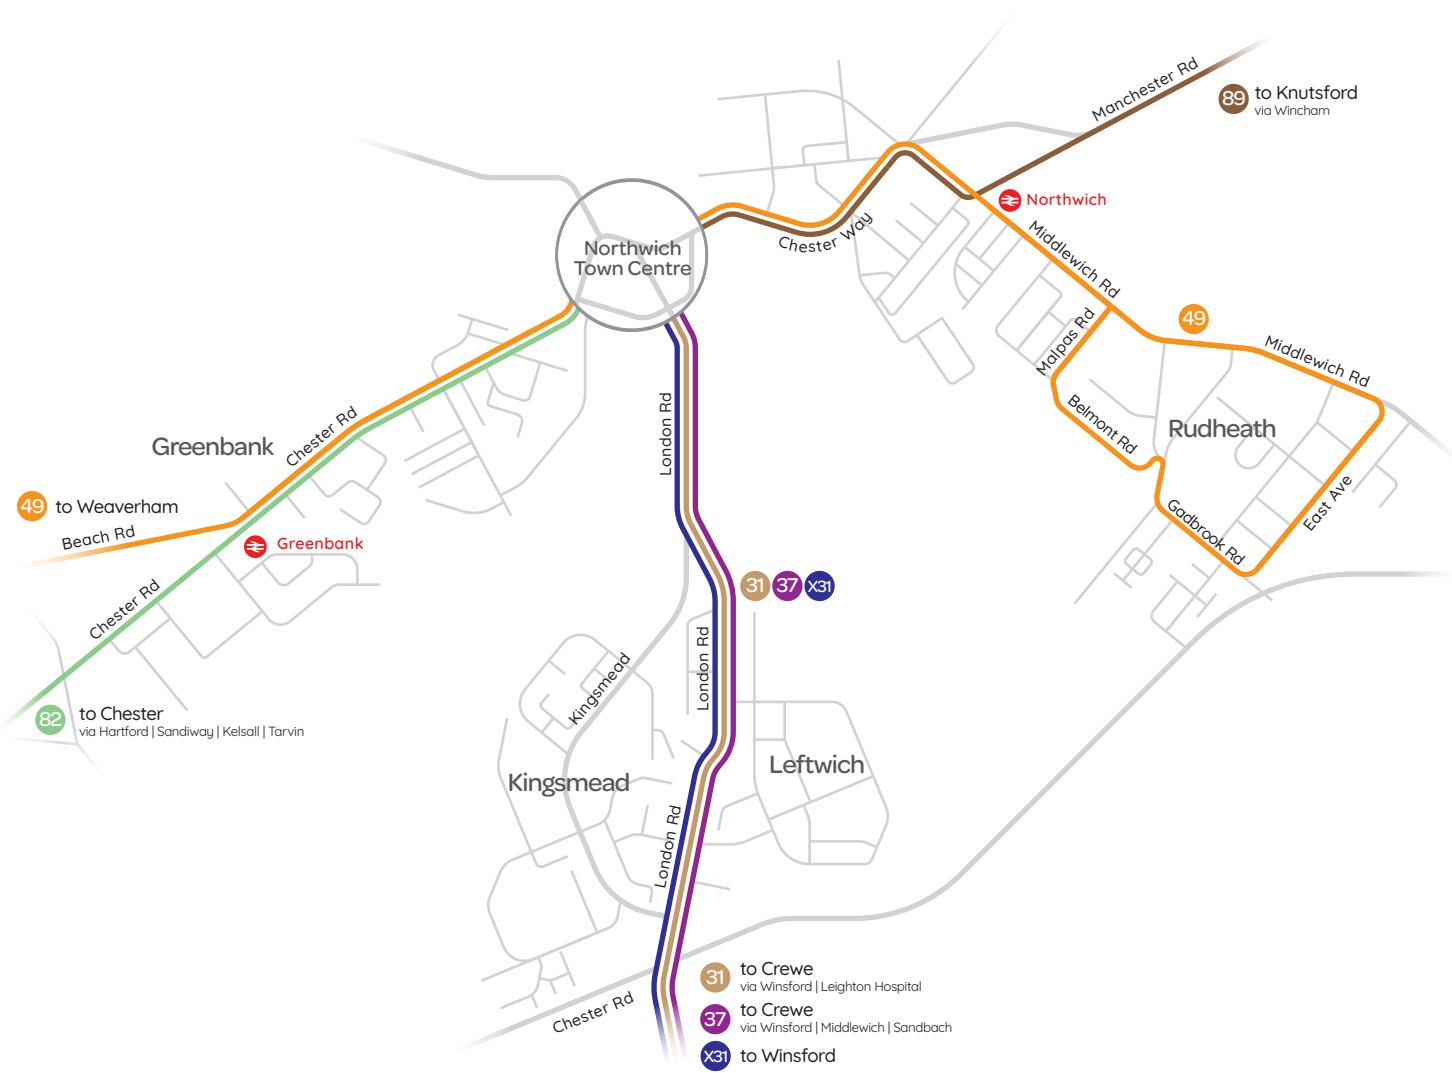 Manchester Rd
89 to Knutsford
via Wincham
Northwich
Chester Way
Northwich
Town Centre
Middlewich Rd
49
Malpas Rd
Middlewich Rd
Belmont Rd
Rudheath
East Ave
Gadbrook Rd
London Rd
Chester Rd
Greenbank
49 to Weaverham
Beach Rd
Greenbank
Chester Rd
82 to Chester
via Hartford | Sandiway | Kelsall | Tarvin
31 37 X31
London Rd
Kingsmead
Kingsmead
Leftwich
London Rd
Chester Rd
31 to Crewe
via Winsford | Leighton Hospital
37 to Crewe
via Winsford | Middlewich | Sandbach
X31 to Winsford